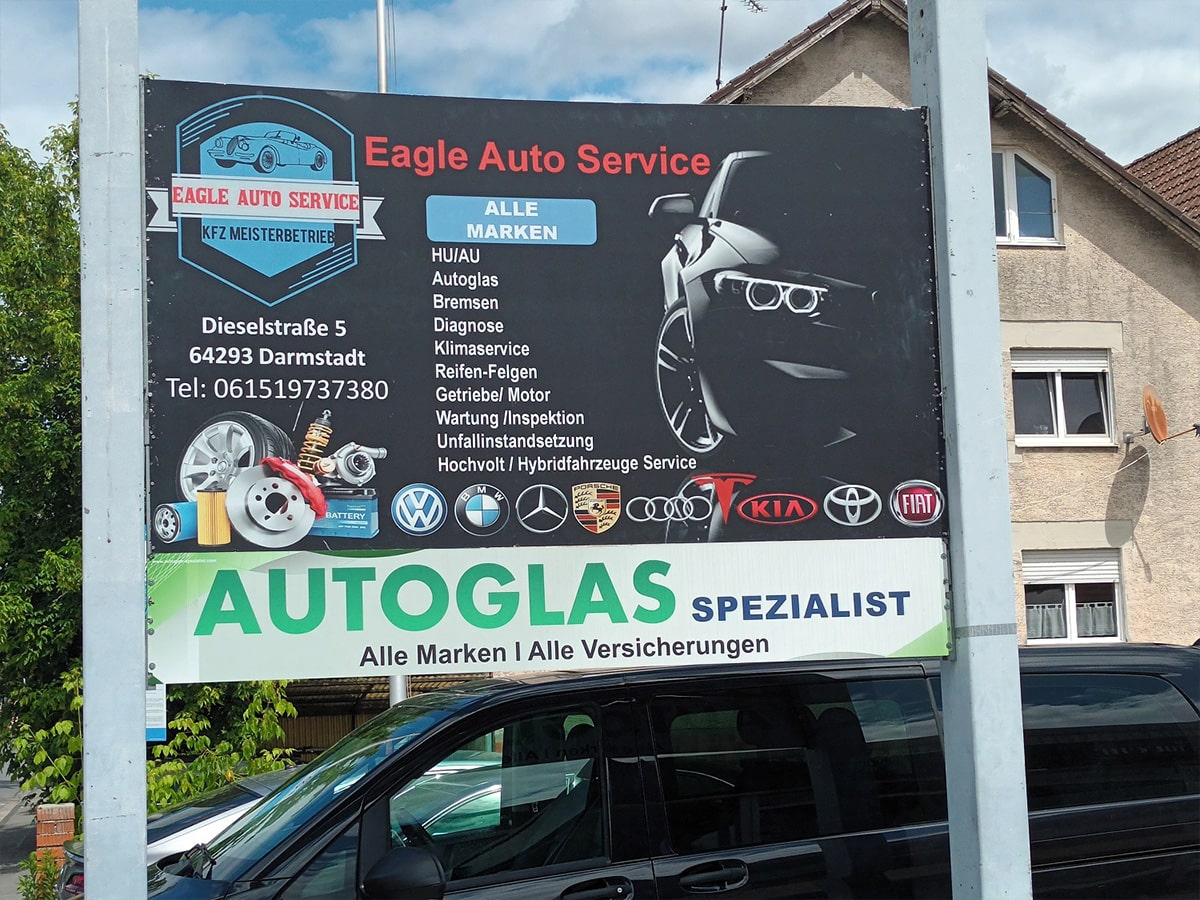 Eagle Auto Service
EAGLE AUTO SERVICE
KFZ MEISTERBETRIEB
Dieselstraße 5
64293 Darmstadt
Tel: 061519737380
ALLE
MARKEN
HU/AU
Autoglas
Bremsen
Diagnose
Klimaservice
Reifen-Felgen
Getriebe/ Motor
Wartung /Inspektion
Unfallinstandsetzung
Hochvolt / Hybridfahrzeuge Service
BATTERY
BMW
PORSCHE
KIA
FIAT
AUTOGLAS SPEZIALIST
Alle Marken I Alle Versicherungen